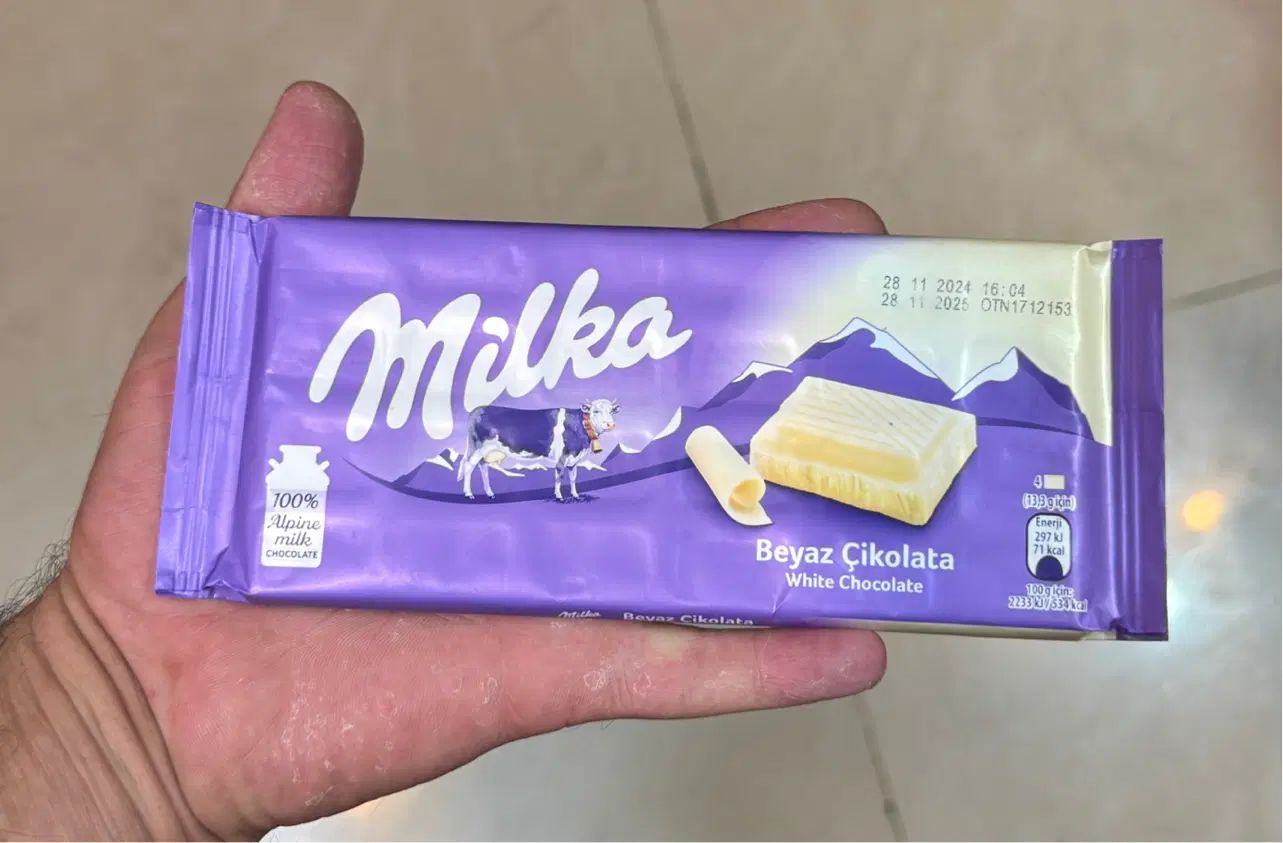 28 11 2024 16:04
28 11 2025 OTN1712153
Milka
100%
Alpine
milk
CHOCOLATE
4
(13,3 g için)
Enerji
297 kJ
71 kcal
100 g için:
2233 kJ / 534 kcal
Beyaz Çikolata
White Chocolate
Milka Beyaz Çikolata